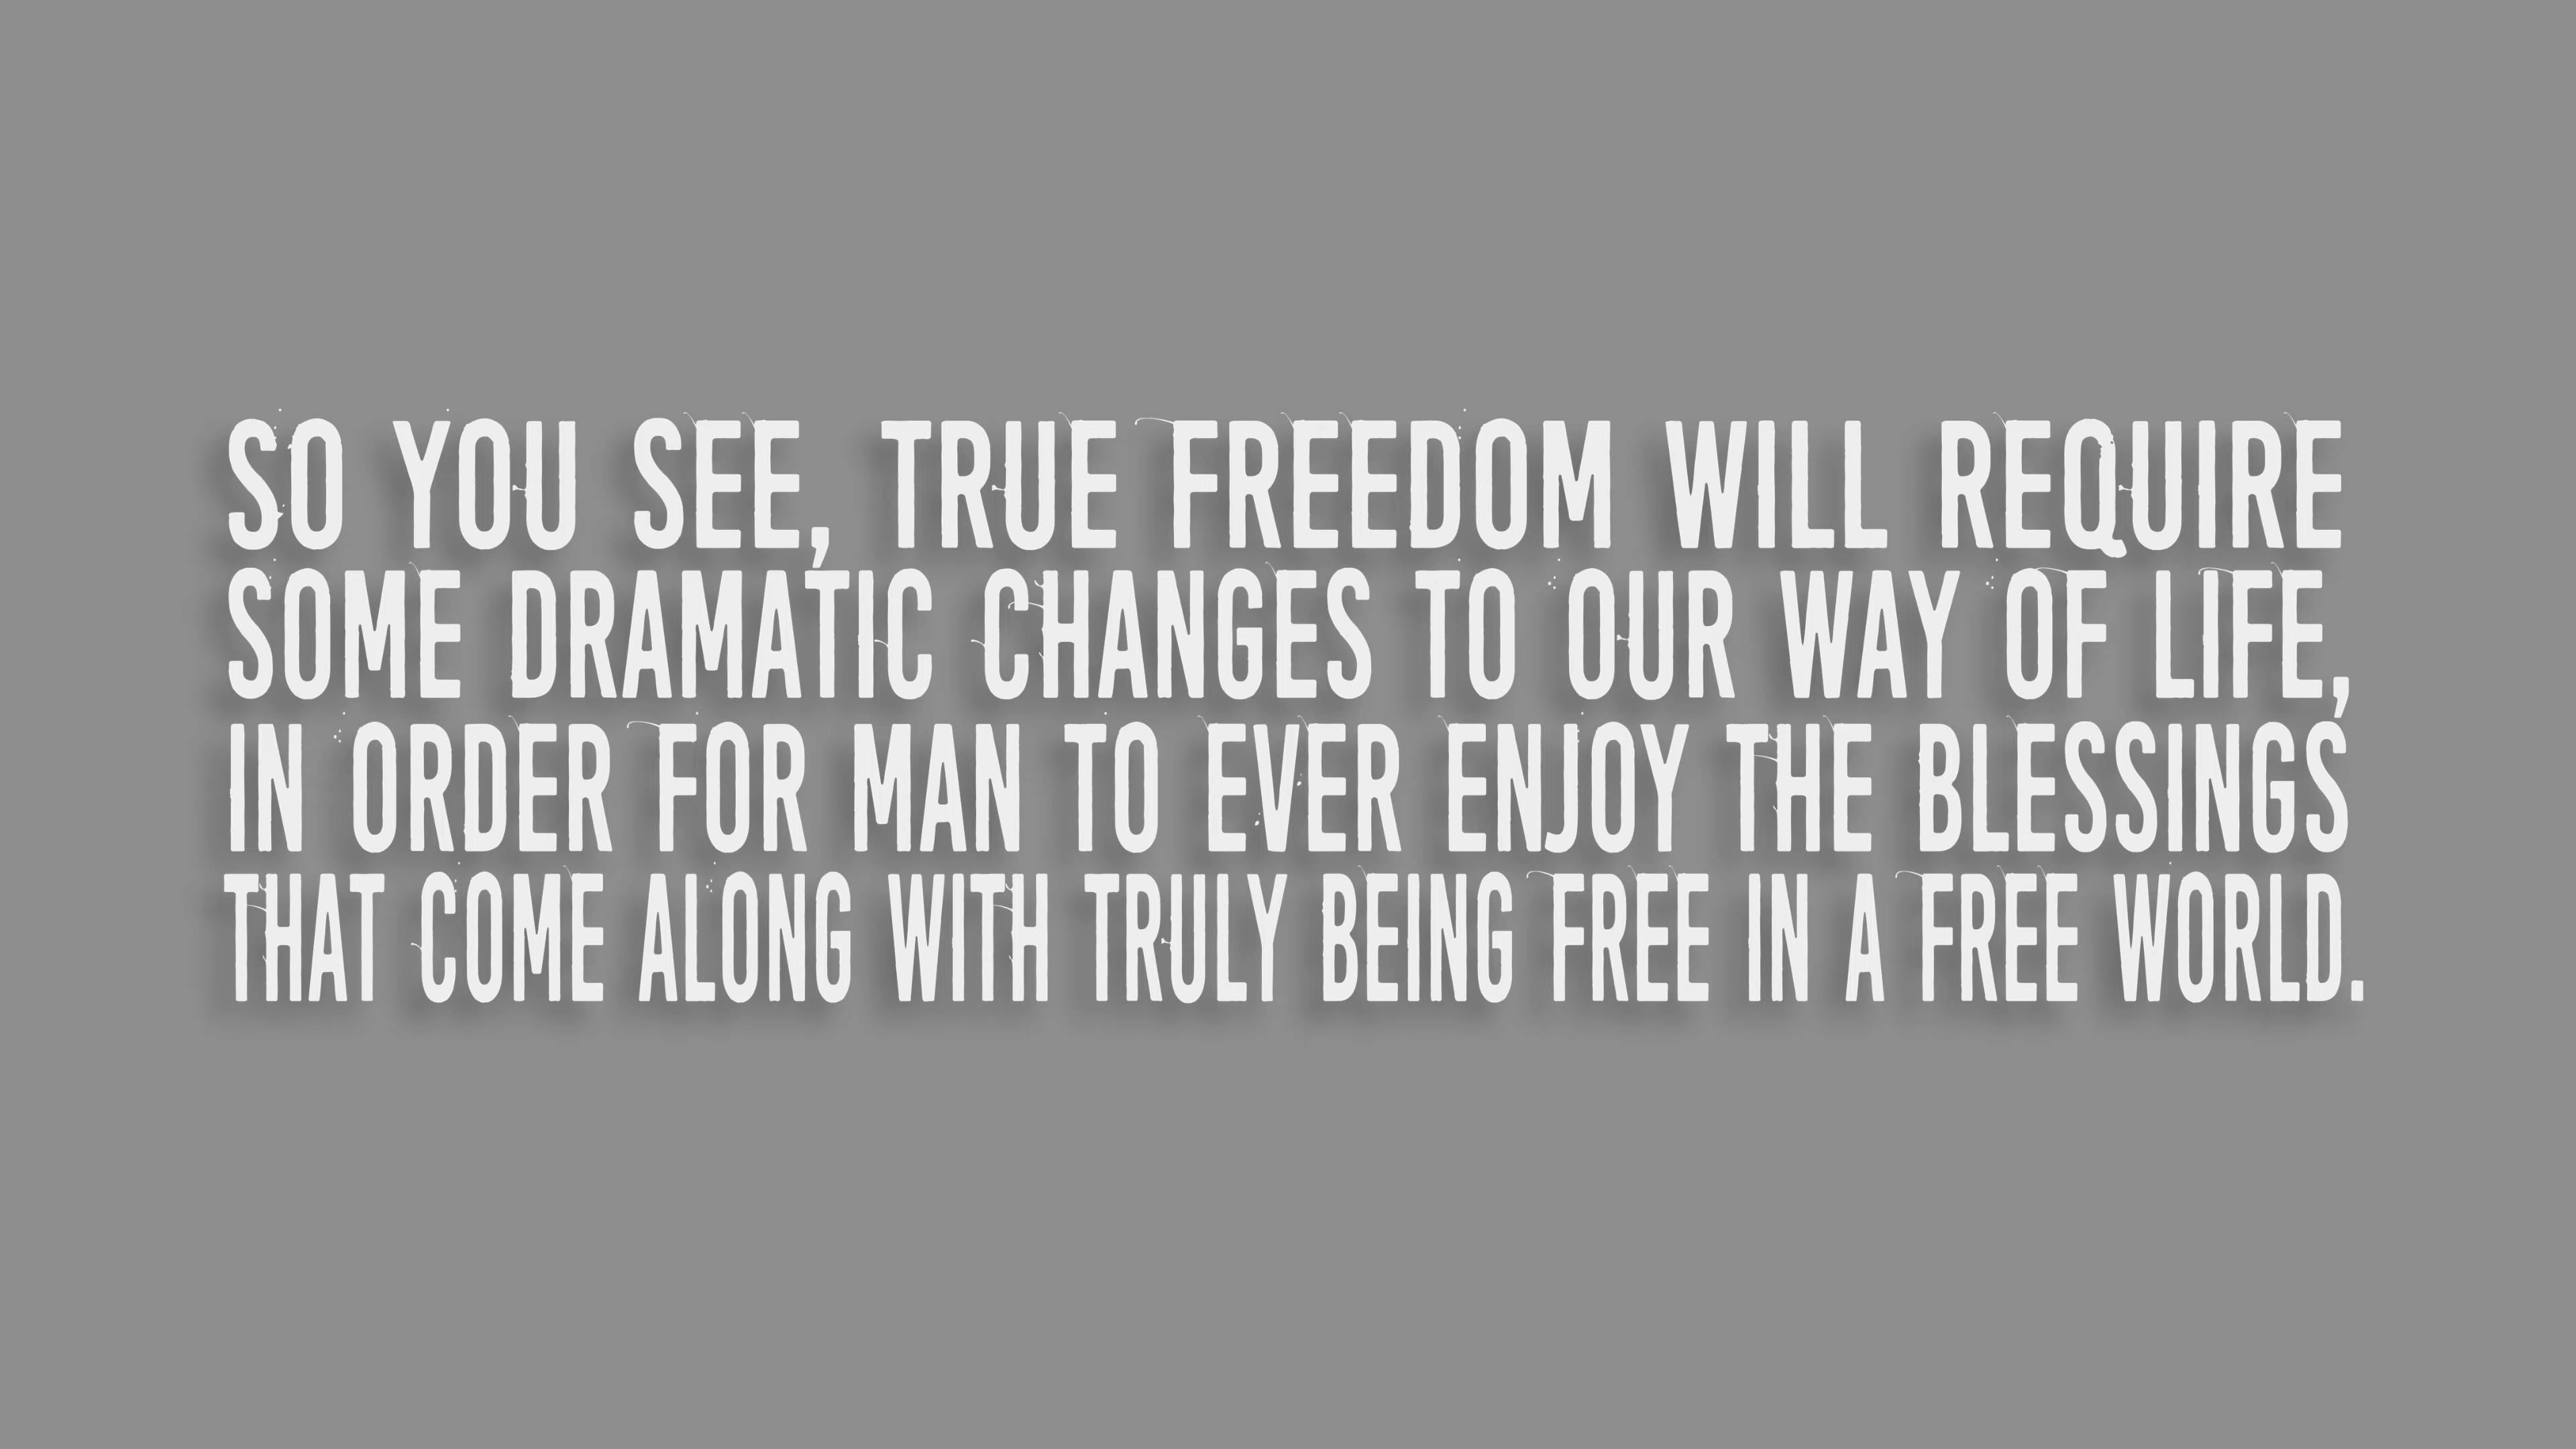 SO YOU SEE, TRUE FREEDOM WILL REQUIRE
SOME DRAMATIC CHANGES TO OUR WAY OF LIFE,
IN ORDER FOR MAN TO EVER ENJOY THE BLESSINGS
THAT COME ALONG WITH TRULY BEING FREE IN A FREE WORLD.